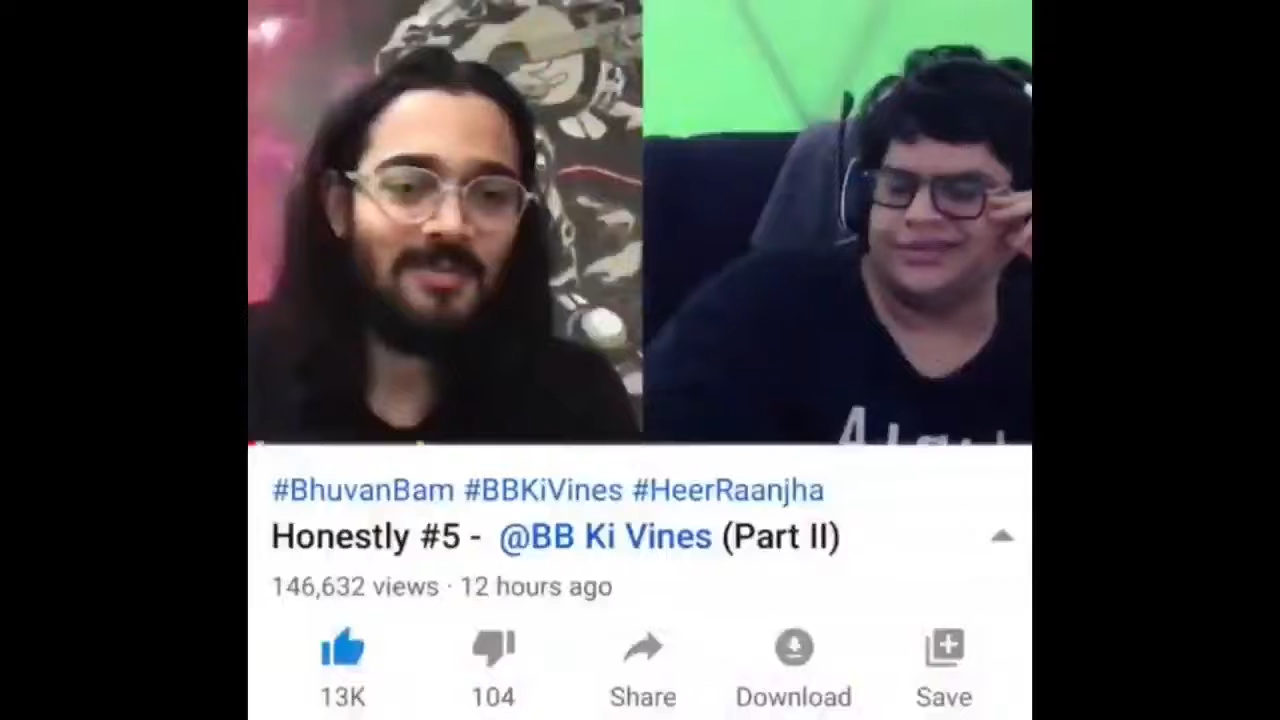 #BhuvanBam #BBKiVines #HeerRaanjha
Honestly #5 - @BB Ki Vines (Part II)
146,632 views · 12 hours ago
13K 104 Share Download Save